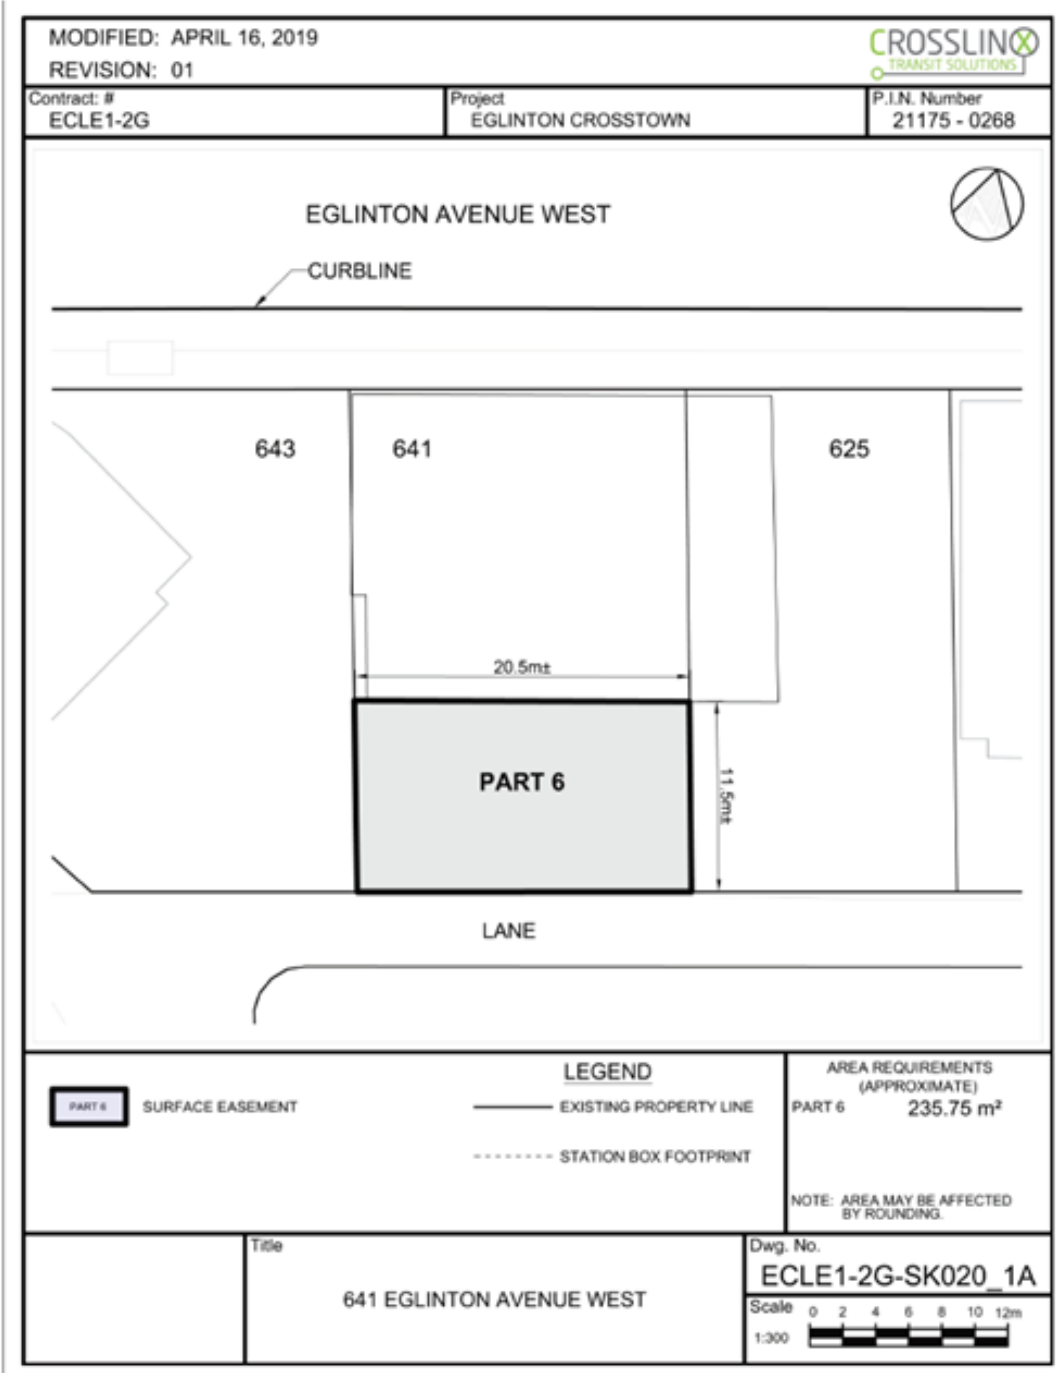 MODIFIED: APRIL 16, 2019
REVISION: 01
CROSSLINX
TRANSIT SOLUTIONS
Contract: #
ECLE1-2G
Project
EGLINTON CROSSTOWN
P.I.N. Number
21175 - 0268
EGLINTON AVENUE WEST
CURBLINE
643
641
625
20.5m±
PART 6
11.5m±
LANE
LEGEND
PART 6
SURFACE EASEMENT
EXISTING PROPERTY LINE
STATION BOX FOOTPRINT
AREA REQUIREMENTS
(APPROXIMATE)
PART 6 235.75 m²
NOTE: AREA MAY BE AFFECTED
BY ROUNDING.
Title
641 EGLINTON AVENUE WEST
Dwg. No.
ECLE1-2G-SK020_1A
Scale
1:300
0 2 4 6 8 10 12m